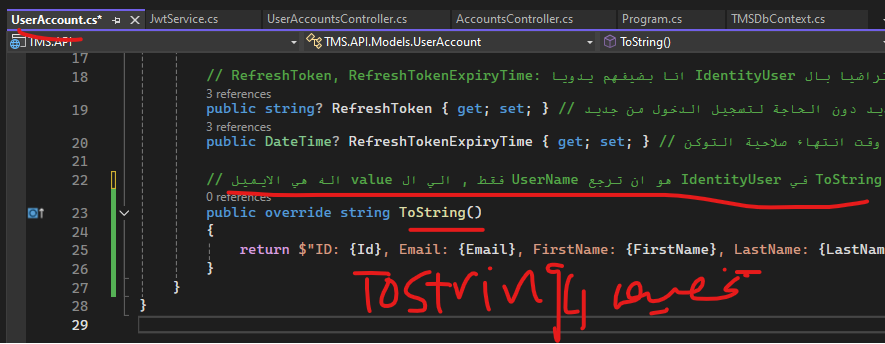 UserAccount.cs* JwtService.cs UserAccountsController.cs AccountsController.cs Program.cs TMSDbContext.cs
TMS.API TMS.API.Models.UserAccount ToString()
17
18 // RefreshToken, RefreshTokenExpiryTime: انا بضيفهم يدويا IdentityUser تراضيا بال
3 references
19 public string? RefreshToken { get; set; } // يد دون الحاجة لتسجيل الدخول من جديد
3 references
20 public DateTime? RefreshTokenExpiryTime { get; set; } // وقت انتهاء صلاحية التوكن
21
22 // فقط , الي ال value اله هي الايميل UserName هو ان ترجع IdentityUser في ToString
0 references
23 public override string ToString()
24 {
25 return $"ID: {Id}, Email: {Email}, FirstName: {FirstName}, LastName: {LastNam
26 }
27 }
28 }
29
ToString